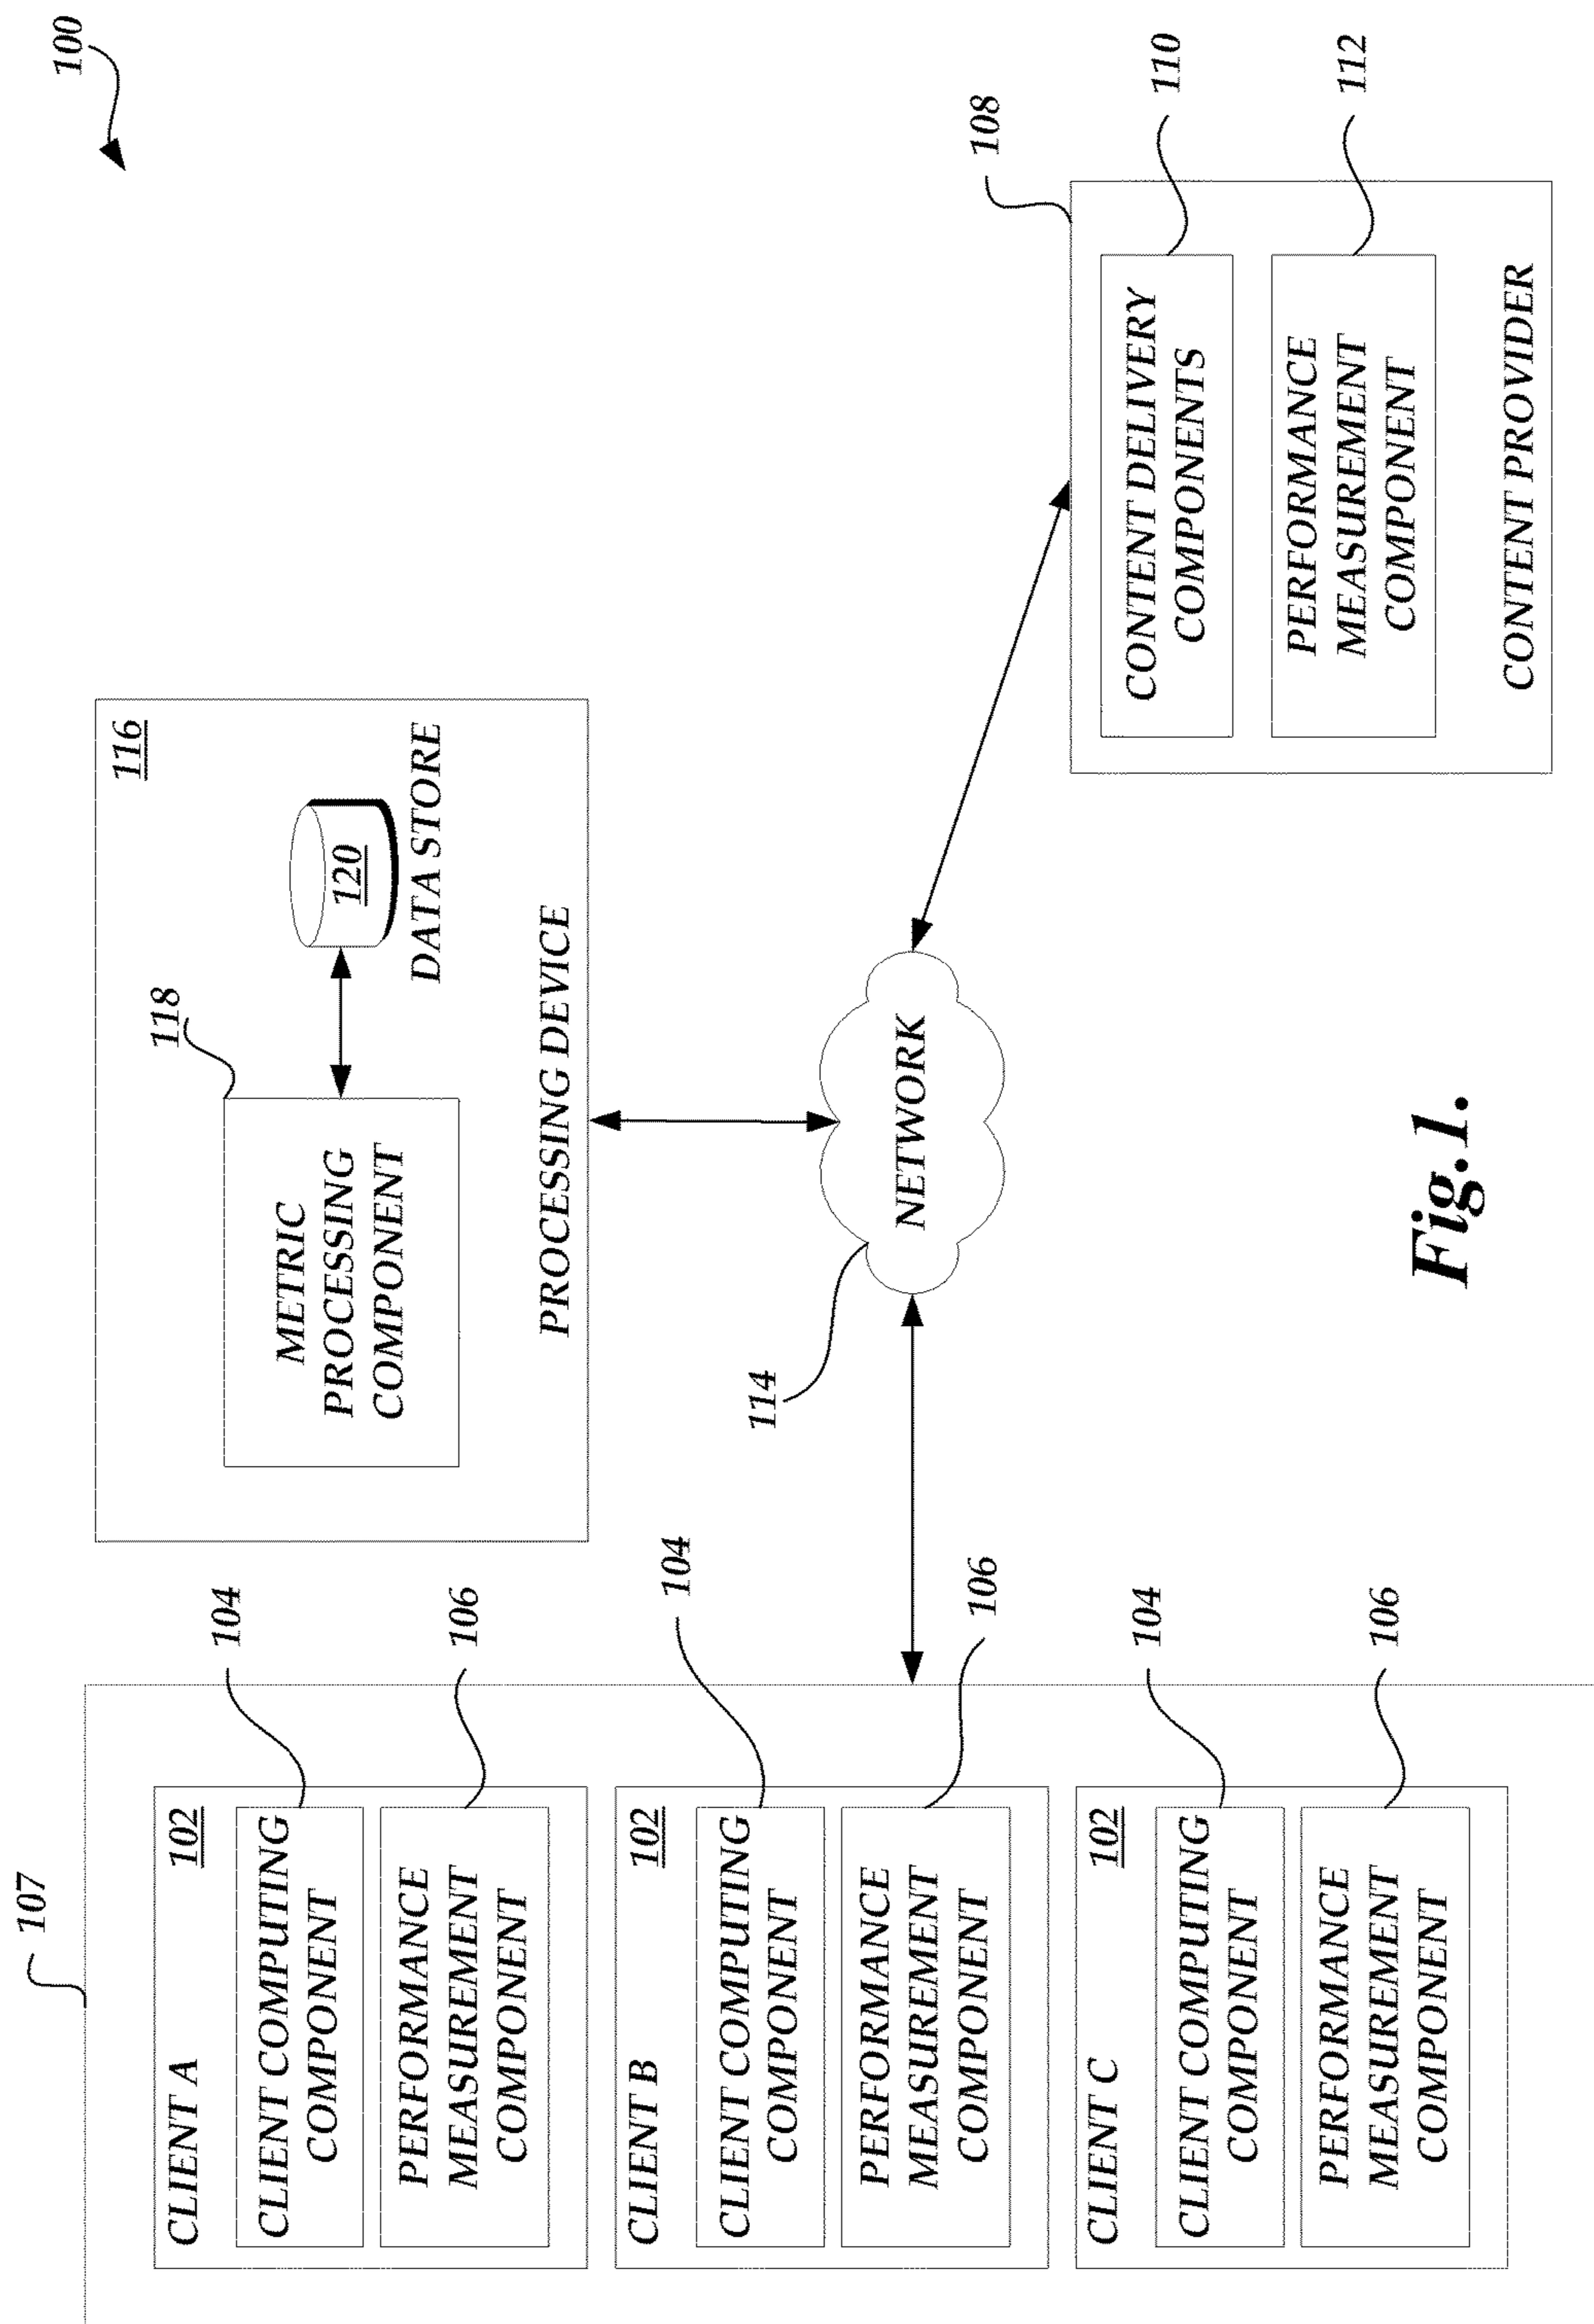 100
107
CLIENT A
102
CLIENT COMPUTING
COMPONENT
104
PERFORMANCE
MEASUREMENT
COMPONENT
106
CLIENT B
102
CLIENT COMPUTING
COMPONENT
104
PERFORMANCE
MEASUREMENT
COMPONENT
106
CLIENT C
102
CLIENT COMPUTING
COMPONENT
104
PERFORMANCE
MEASUREMENT
COMPONENT
106
116
118
METRIC
PROCESSING
COMPONENT
120
DATA STORE
PROCESSING DEVICE
114
NETWORK
108
CONTENT DELIVERY
COMPONENTS
110
PERFORMANCE
MEASUREMENT
COMPONENT
112
CONTENT PROVIDER
Fig.1.